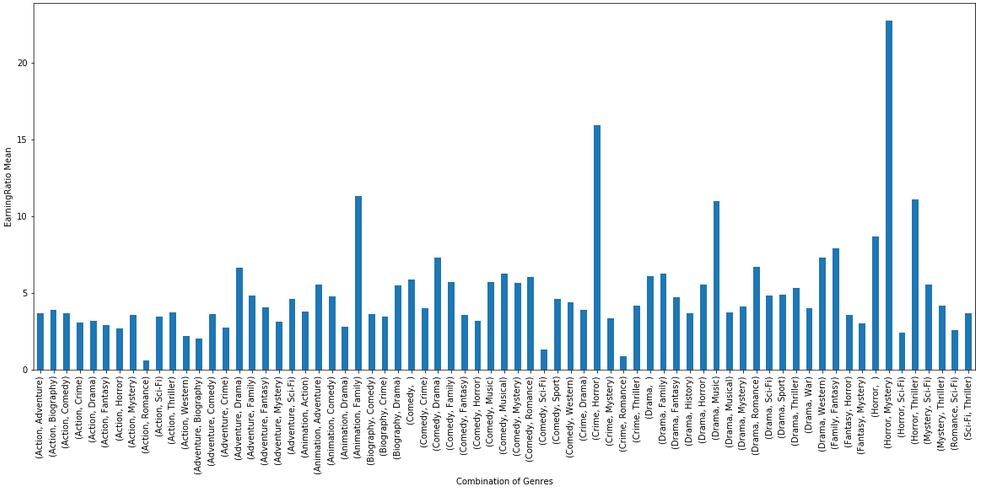 20
15
10
5
0
EarningRatio Mean
(Action, Adventure)
(Action, Biography)
(Action, Comedy)
(Action, Crime)
(Action, Drama)
(Action, Fantasy)
(Action, Horror)
(Action, Mystery)
(Action, Romance)
(Action, Sci-Fi)
(Action, Thriller)
(Action, Western)
(Adventure, Biography)
(Adventure, Comedy)
(Adventure, Crime)
(Adventure, Drama)
(Adventure, Family)
(Adventure, Fantasy)
(Adventure, Mystery)
(Adventure, Sci-Fi)
(Animation, Action)
(Animation, Adventure)
(Animation, Comedy)
(Animation, Drama)
(Animation, Family)
(Biography, Comedy)
(Biography, Crime)
(Biography, Drama)
(Comedy, )
(Comedy, Crime)
(Comedy, Drama)
(Comedy, Family)
(Comedy, Fantasy)
(Comedy, Horror)
(Comedy, Music)
(Comedy, Musical)
(Comedy, Mystery)
(Comedy, Romance)
(Comedy, Sci-Fi)
(Comedy, Sport)
(Comedy, Western)
(Crime, Drama)
(Crime, Horror)
(Crime, Mystery)
(Crime, Romance)
(Crime, Thriller)
(Drama, )
(Drama, Family)
(Drama, Fantasy)
(Drama, History)
(Drama, Horror)
(Drama, Music)
(Drama, Musical)
(Drama, Mystery)
(Drama, Romance)
(Drama, Sci-Fi)
(Drama, Sport)
(Drama, Thriller)
(Drama, War)
(Drama, Western)
(Family, Fantasy)
(Fantasy, Horror)
(Fantasy, Mystery)
(Horror, )
(Horror, Mystery)
(Horror, Sci-Fi)
(Horror, Thriller)
(Mystery, Sci-Fi)
(Mystery, Thriller)
(Romance, Sci-Fi)
(Sci-Fi, Thriller)
Combination of Genres